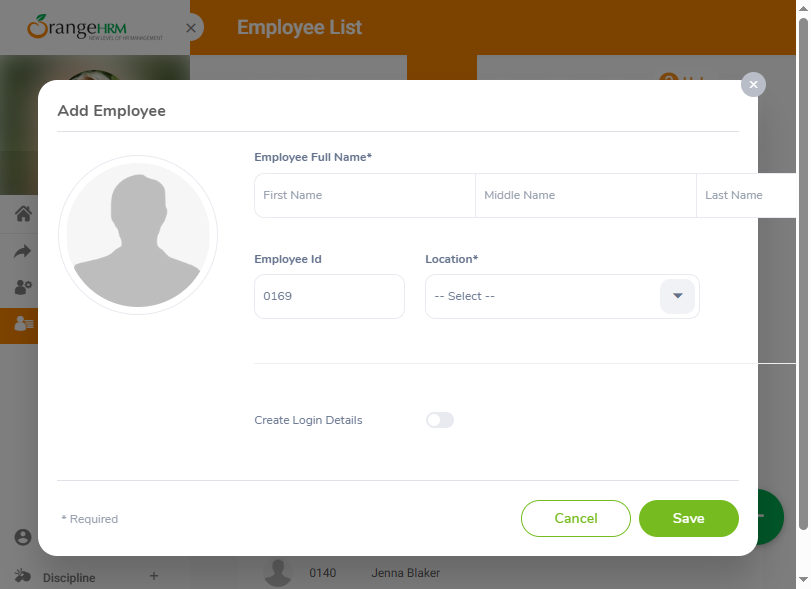 OrangeHRM
NEW LEVEL OF HR MANAGEMENT
Employee List
Add Employee
Employee Full Name*
First Name
Middle Name
Last Name
Employee Id
Location*
0169
-- Select --
Create Login Details
* Required
Cancel
Save
0140
Jenna Blaker
Discipline